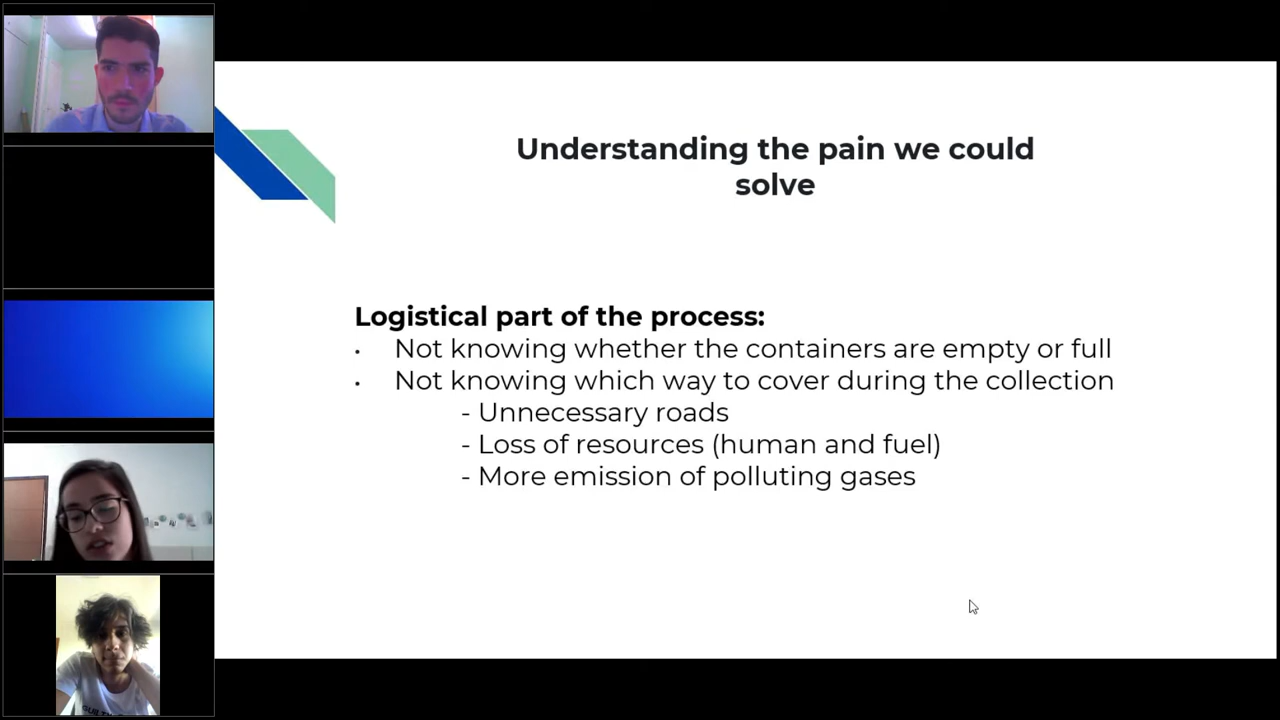 Understanding the pain we could
solve
Logistical part of the process:
• Not knowing whether the containers are empty or full
• Not knowing which way to cover during the collection
- Unnecessary roads
- Loss of resources (human and fuel)
- More emission of polluting gases